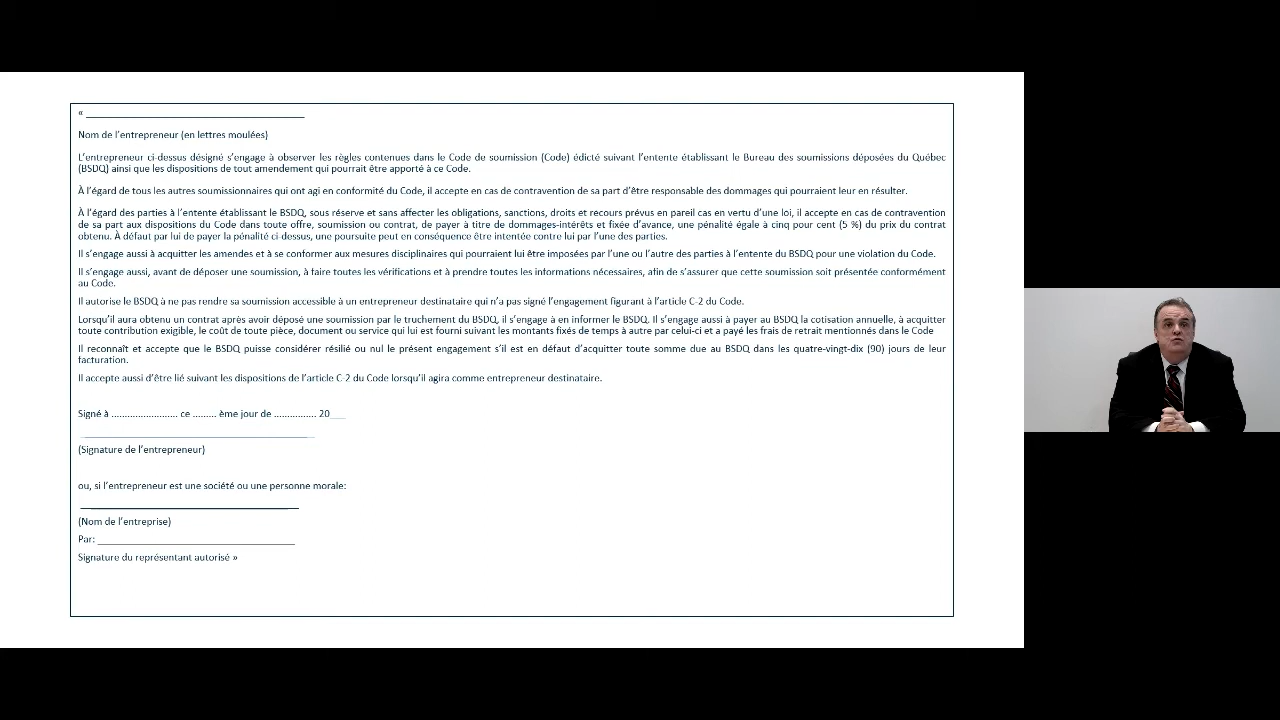 « ________________________________________
Nom de l’entrepreneur (en lettres moulées)
L’entrepreneur ci-dessus désigné s’engage à observer les règles contenues dans le Code de soumission (Code) édicté suivant l’entente établissant le Bureau des soumissions déposées du Québec
(BSDQ) ainsi que les dispositions de tout amendement qui pourrait être apporté à ce Code.
À l’égard de tous les autres soumissionnaires qui ont agi en conformité du Code, il accepte en cas de contravention de sa part d’être responsable des dommages qui pourraient leur en résulter.
À l’égard des parties à l’entente établissant le BSDQ, sous réserve et sans affecter les obligations, sanctions, droits et recours prévus en pareil cas en vertu d’une loi, il accepte en cas de contravention
de sa part aux dispositions du Code dans toute offre, soumission ou contrat, de payer à titre de dommages-intérêts et fixée d’avance, une pénalité égale à cinq pour cent (5 %) du prix du contrat
obtenu. À défaut par lui de payer la pénalité ci-dessus, une poursuite peut en conséquence être intentée contre lui par l’une des parties.
Il s’engage aussi à acquitter les amendes et à se conformer aux mesures disciplinaires qui pourraient lui être imposées par l’une ou l’autre des parties à l’entente du BSDQ pour une violation du Code.
Il s’engage aussi, avant de déposer une soumission, à faire toutes les vérifications et à prendre toutes les informations nécessaires, afin de s’assurer que cette soumission soit présentée conformément
au Code.
Il autorise le BSDQ à ne pas rendre sa soumission accessible à un entrepreneur destinataire qui n’a pas signé l’engagement figurant à l’article C-2 du Code.
Lorsqu’il aura obtenu un contrat après avoir déposé une soumission par le truchement du BSDQ, il s’engage à en informer le BSDQ. Il s’engage aussi à payer au BSDQ la cotisation annuelle, à acquitter
toute contribution exigible, le coût de toute pièce, document ou service qui lui est fourni suivant les montants fixés de temps à autre par celui-ci et a payé les frais de retrait mentionnés dans le Code
Il reconnaît et accepte que le BSDQ puisse considérer résilié ou nul le présent engagement s’il est en défaut d’acquitter toute somme due au BSDQ dans les quatre-vingt-dix (90) jours de leur
facturation.
Il accepte aussi d’être lié suivant les dispositions de l’article C-2 du Code lorsqu’il agira comme entrepreneur destinataire.
Signé à ......................... ce ......... ème jour de ................ 20___
(Signature de l’entrepreneur)
ou, si l’entrepreneur est une société ou une personne morale:
(Nom de l’entreprise)
Par: ____________________________________
Signature du représentant autorisé »